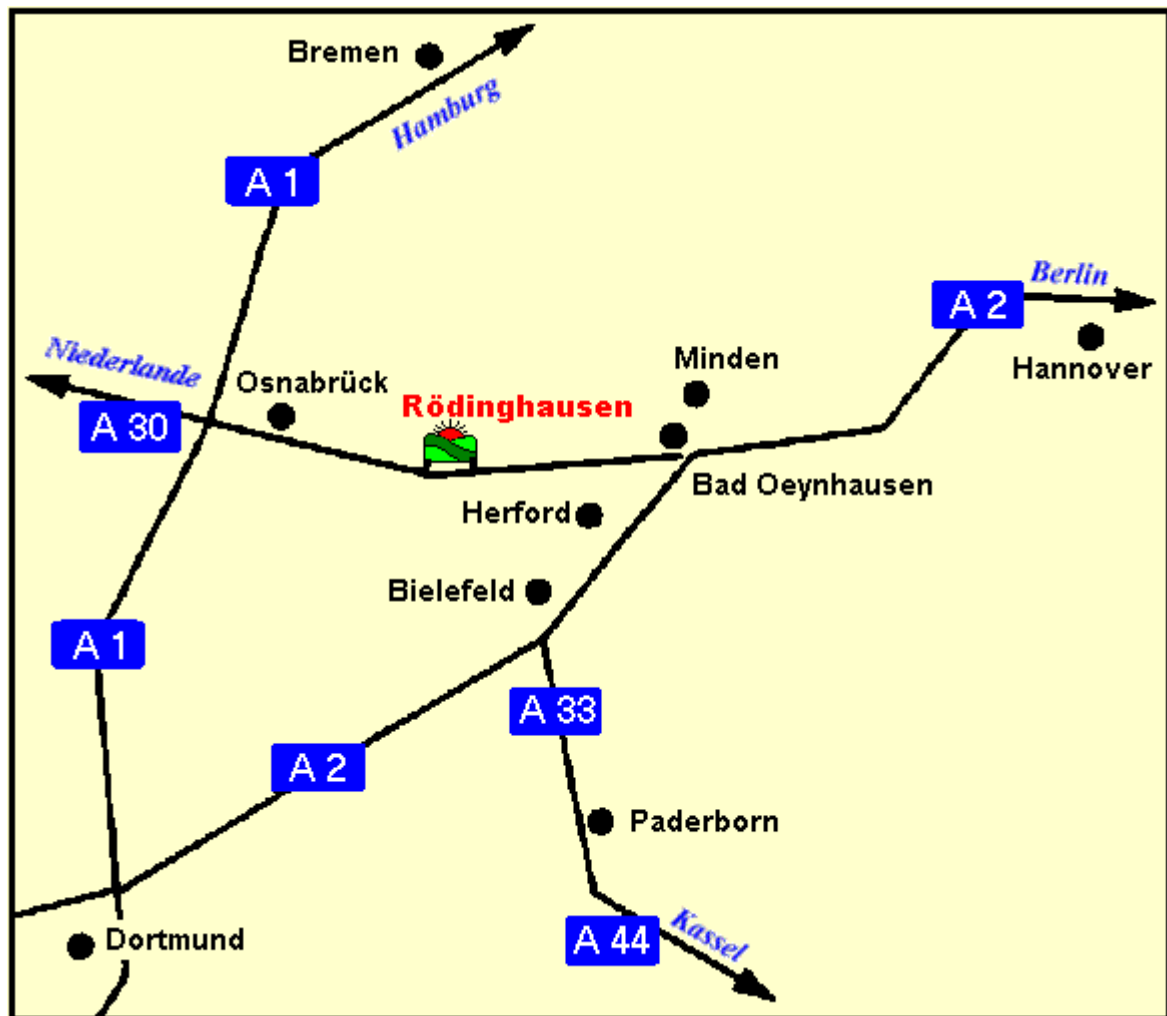 Bremen
Hamburg
A 1
Berlin
A 2
Niederlande
Minden
Hannover
Osnabrück
Rödinghausen
A 30
Bad Oeynhausen
Herford
Bielefeld
A 1
A 33
A 2
Paderborn
Dortmund
A 44
Kassel